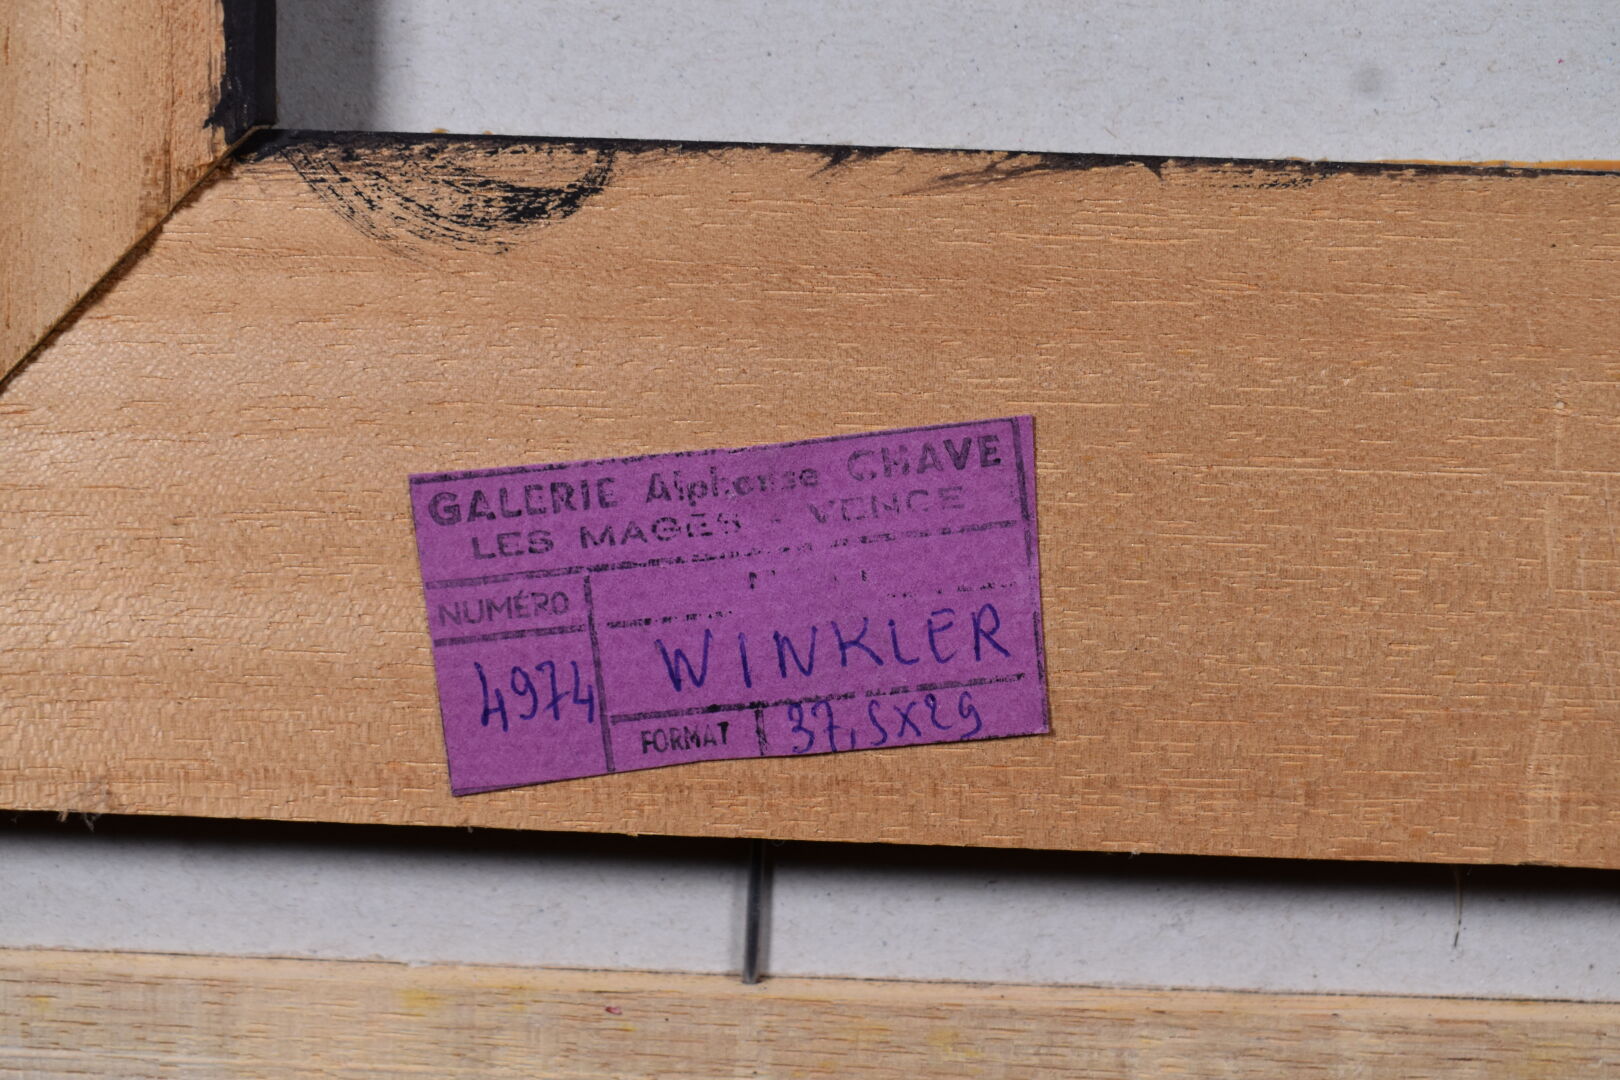 GALERIE Alphonse CHAVE
LES MAGES - VENCE
NUMÉRO
4974
WINKLER
FORMAT 37,5X29